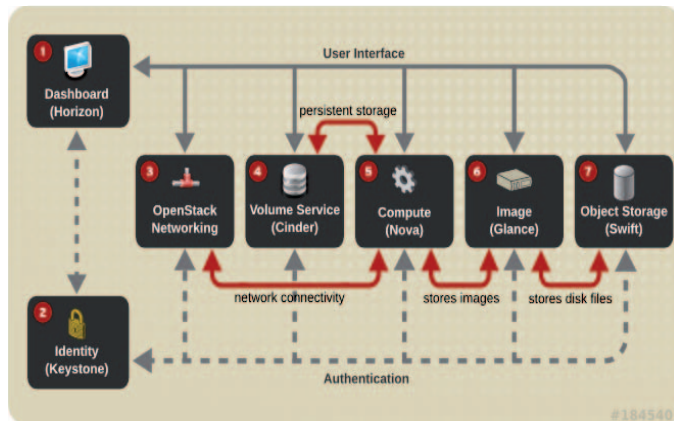 1
Dashboard
(Horizon)
User Interface
persistent storage
3
OpenStack
Networking
4
Volume Service
(Cinder)
5
Compute
(Nova)
6
Image
(Glance)
7
Object Storage
(Swift)
network connectivity
stores images
stores disk files
2
Identity
(Keystone)
Authentication
#184540